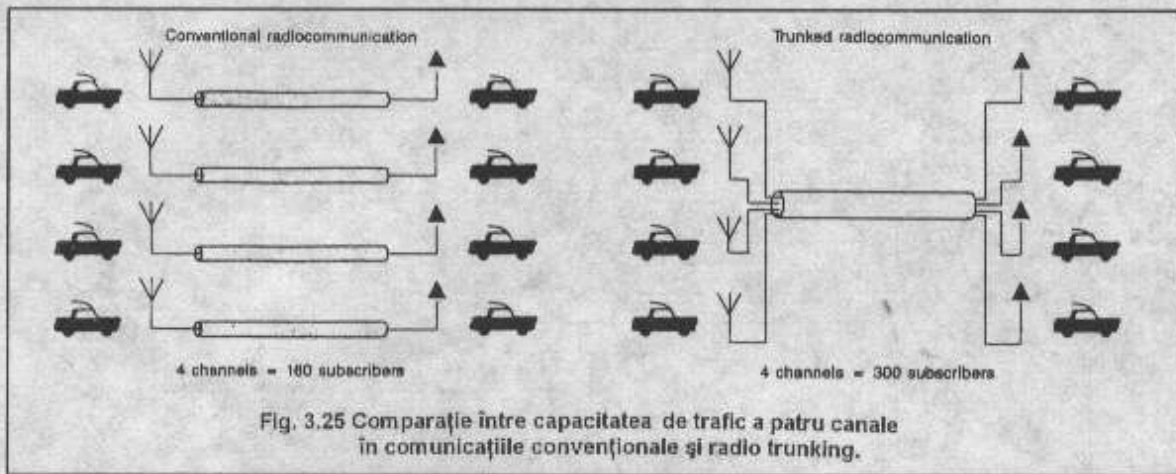 Conventional radiocommunication
Trunked radiocommunication
4 channels = 160 subscribers
4 channels = 300 subscribers
Fig. 3.25 Comparaţie între capacitatea de trafic a patru canale
în comunicaţiile convenţionale şi radio trunking.